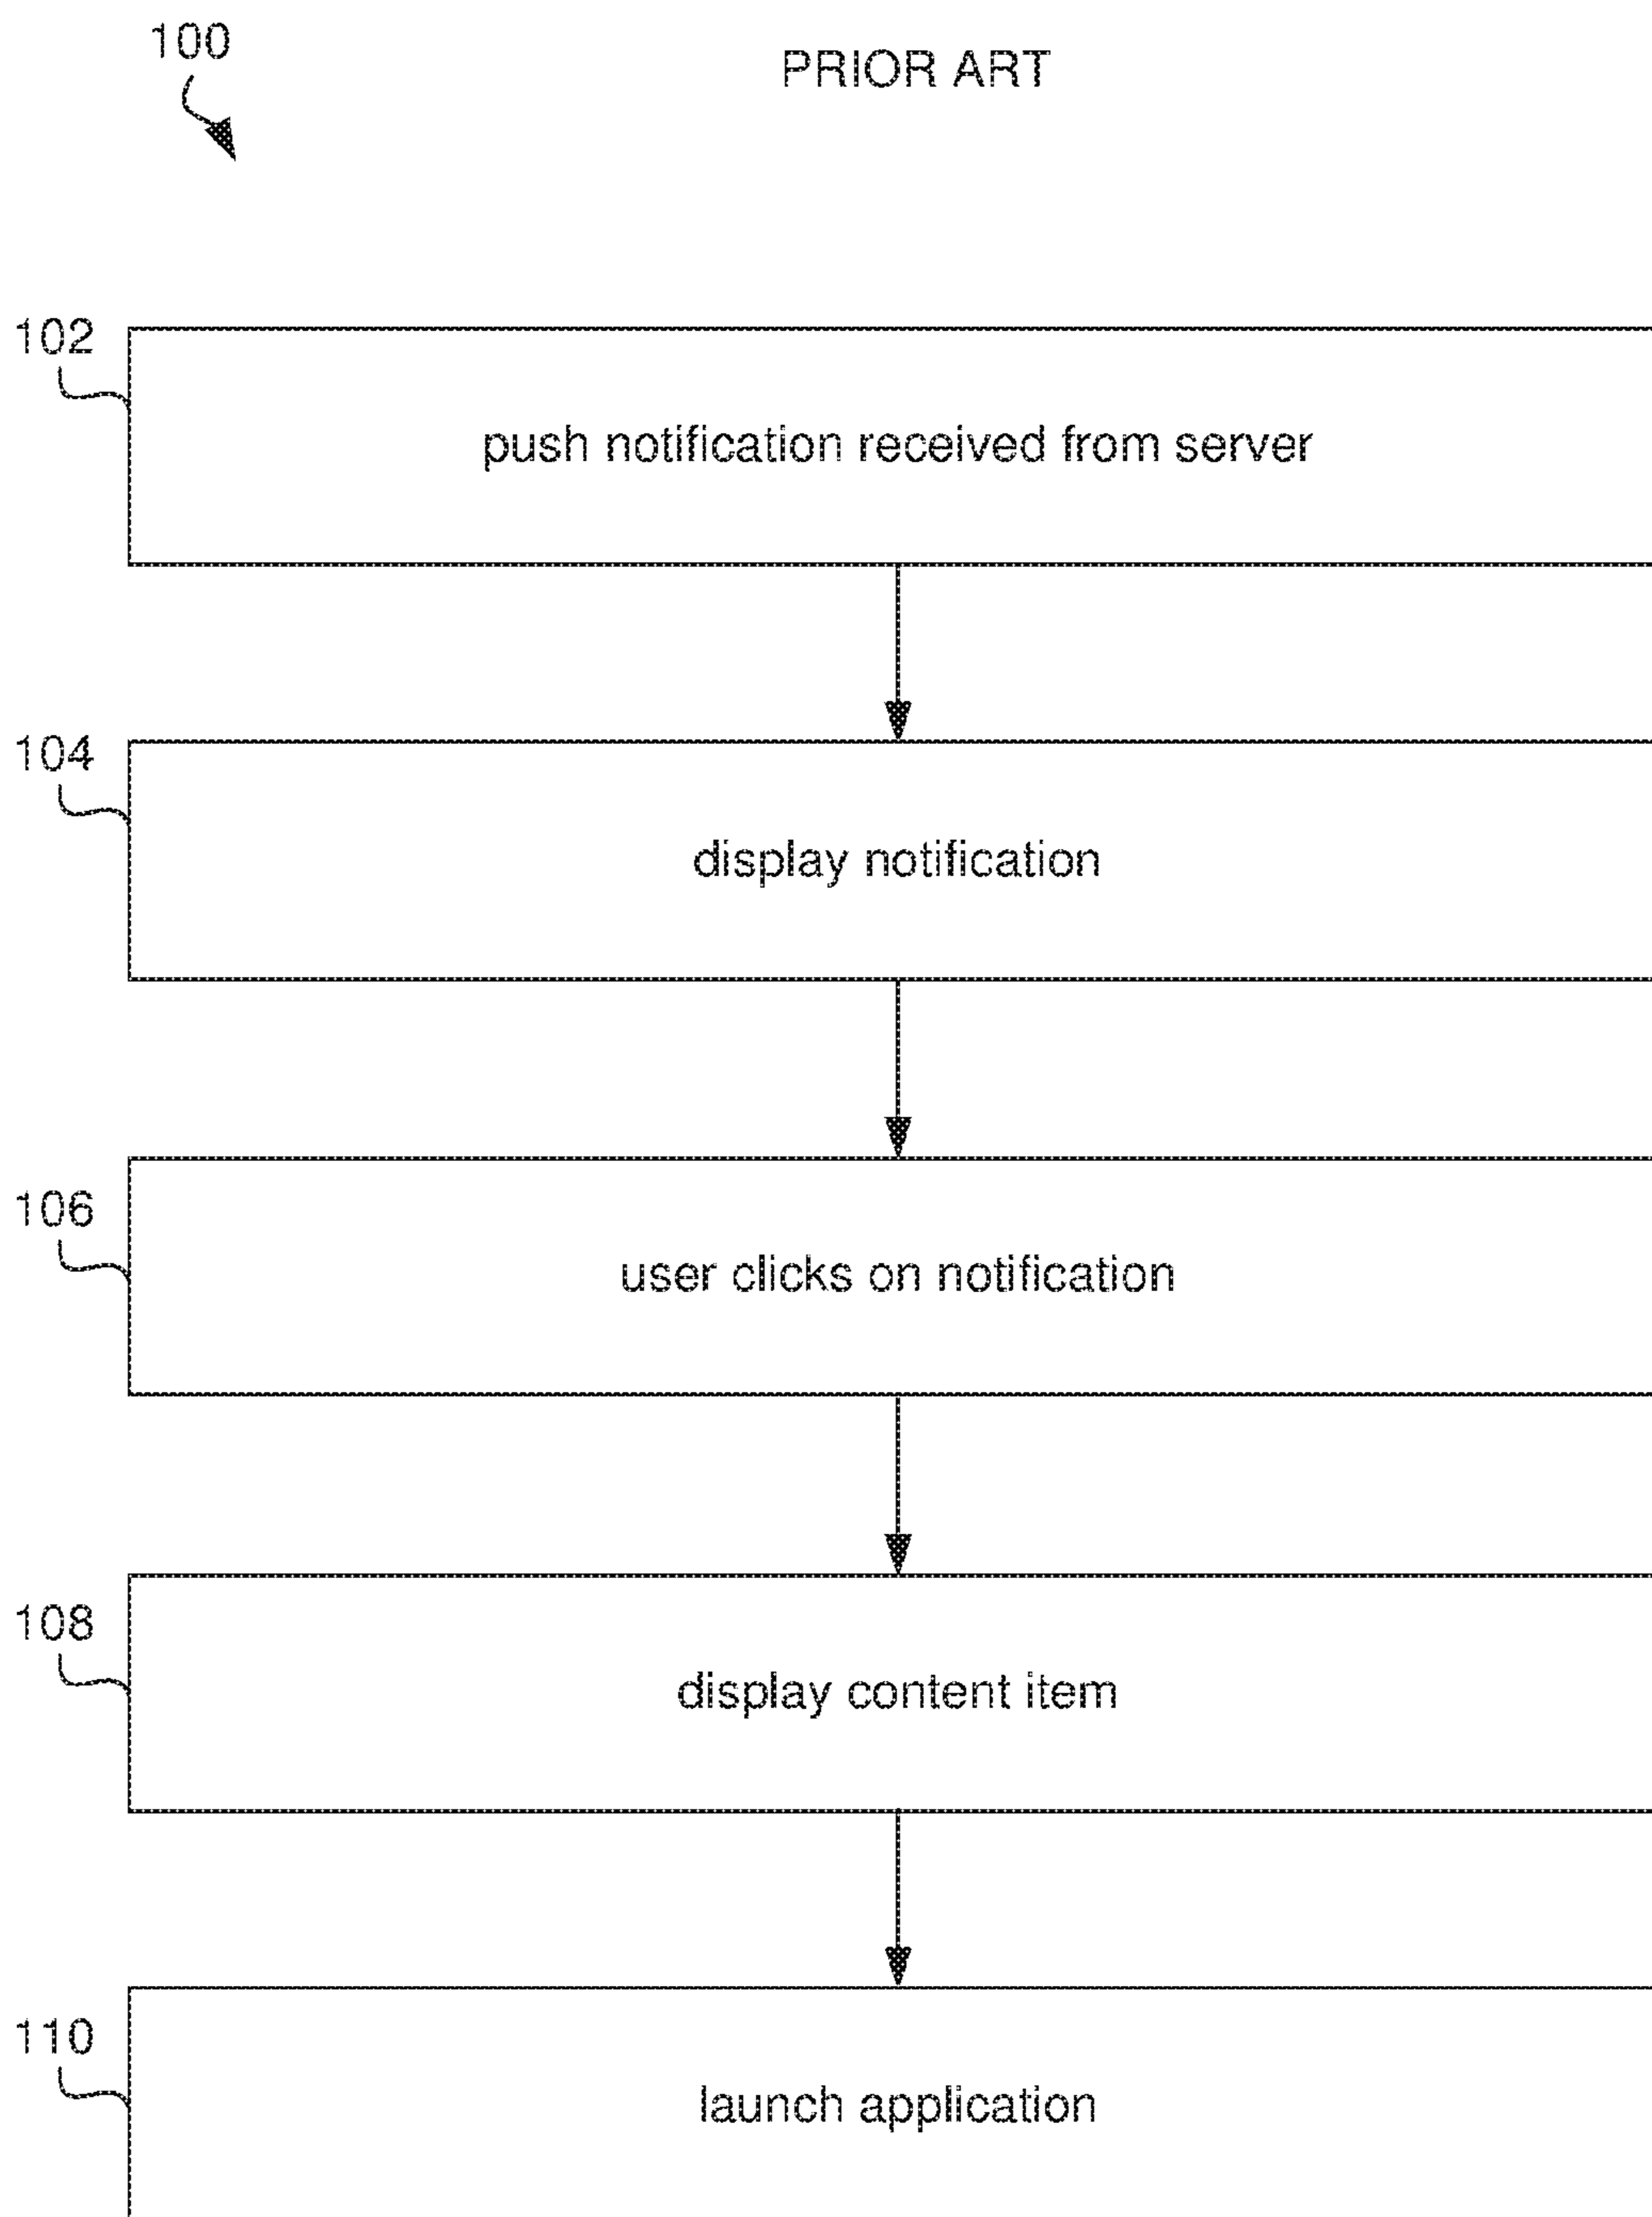 100
PRIOR ART
102
push notification received from server
104
display notification
106
user clicks on notification
108
display content item
110
launch application